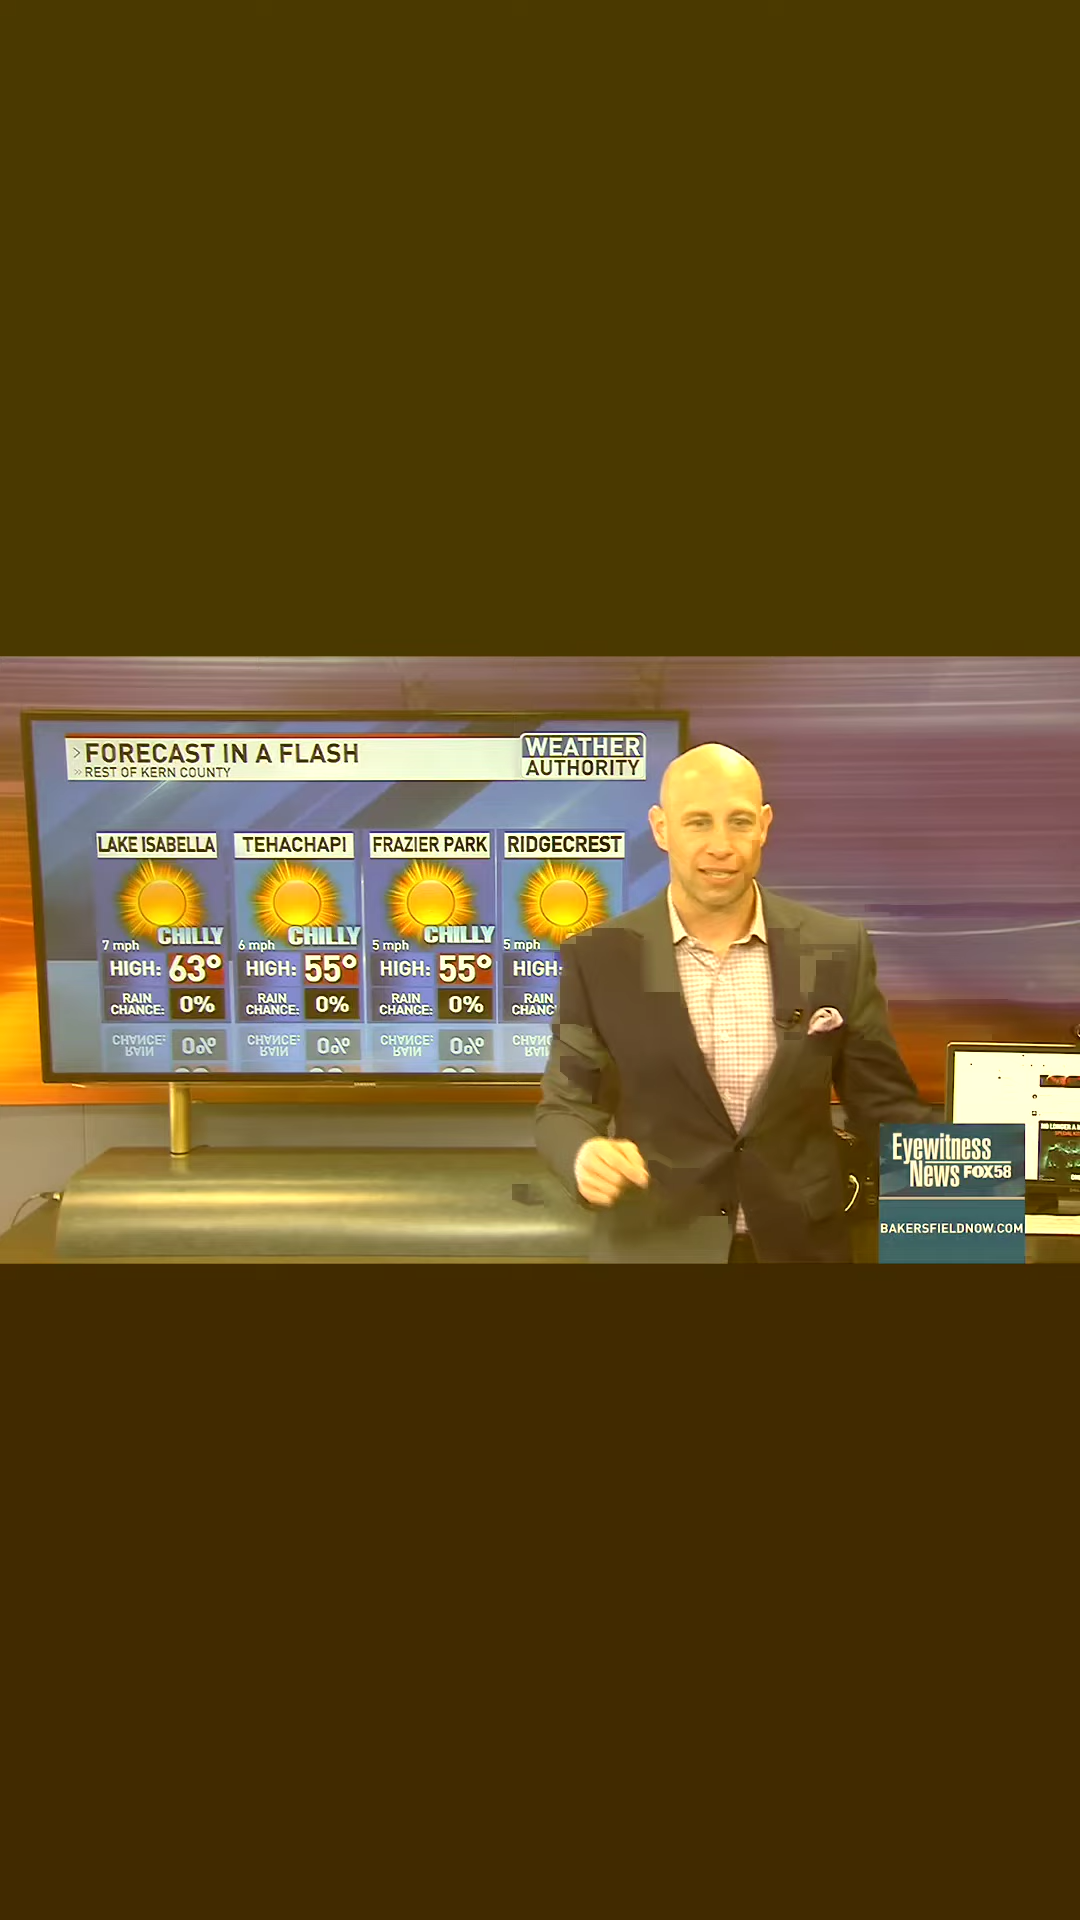 > FORECAST IN A FLASH
» REST OF KERN COUNTY
WEATHER
AUTHORITY
LAKE ISABELLA
CHILLY
7 mph
HIGH: 63°
RAIN
CHANCE: 0%
TEHACHAPI
CHILLY
6 mph
HIGH: 55°
RAIN
CHANCE: 0%
FRAZIER PARK
CHILLY
5 mph
HIGH: 55°
RAIN
CHANCE: 0%
RIDGECREST
5 mph
HIGH:
RAIN
CHANC
Eyewitness
News FOX58
BAKERSFIELDNOW.COM